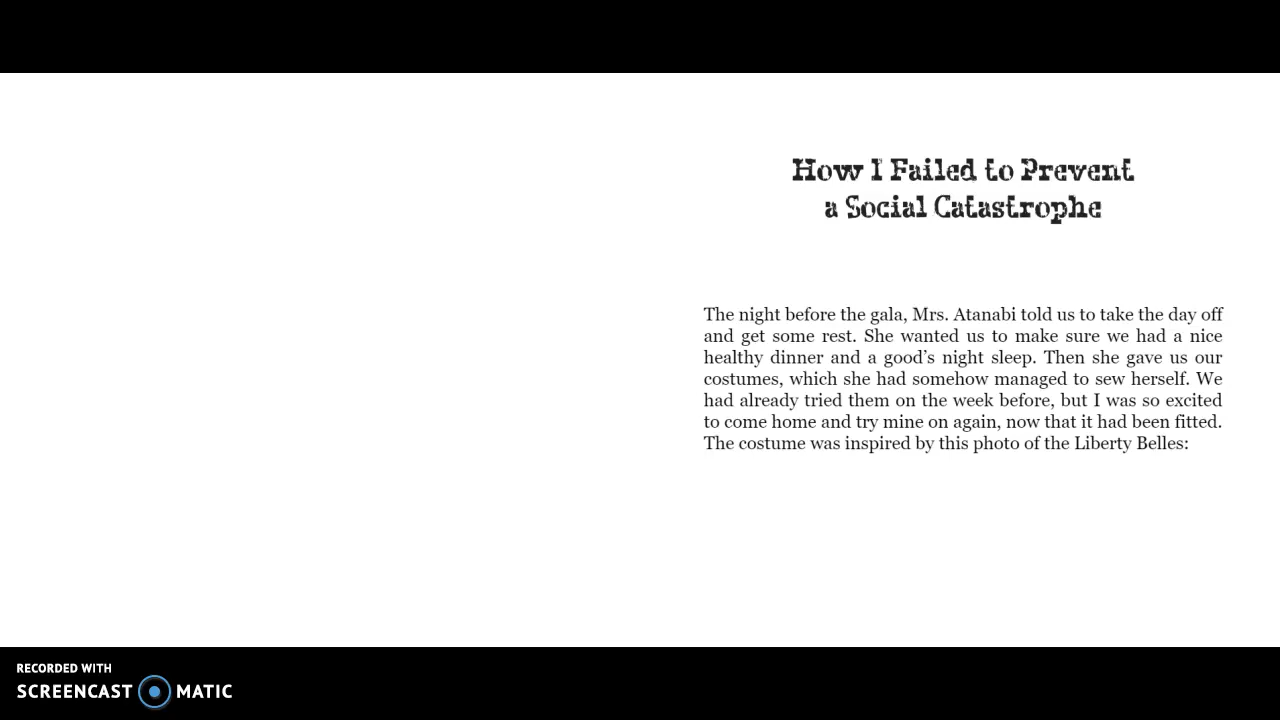 How I Failed to Prevent
a Social Catastrophe
The night before the gala, Mrs. Atanabi told us to take the day off
and get some rest. She wanted us to make sure we had a nice
healthy dinner and a good’s night sleep. Then she gave us our
costumes, which she had somehow managed to sew herself. We
had already tried them on the week before, but I was so excited
to come home and try mine on again, now that it had been fitted.
The costume was inspired by this photo of the Liberty Belles:
RECORDED WITH
SCREENCAST MATIC